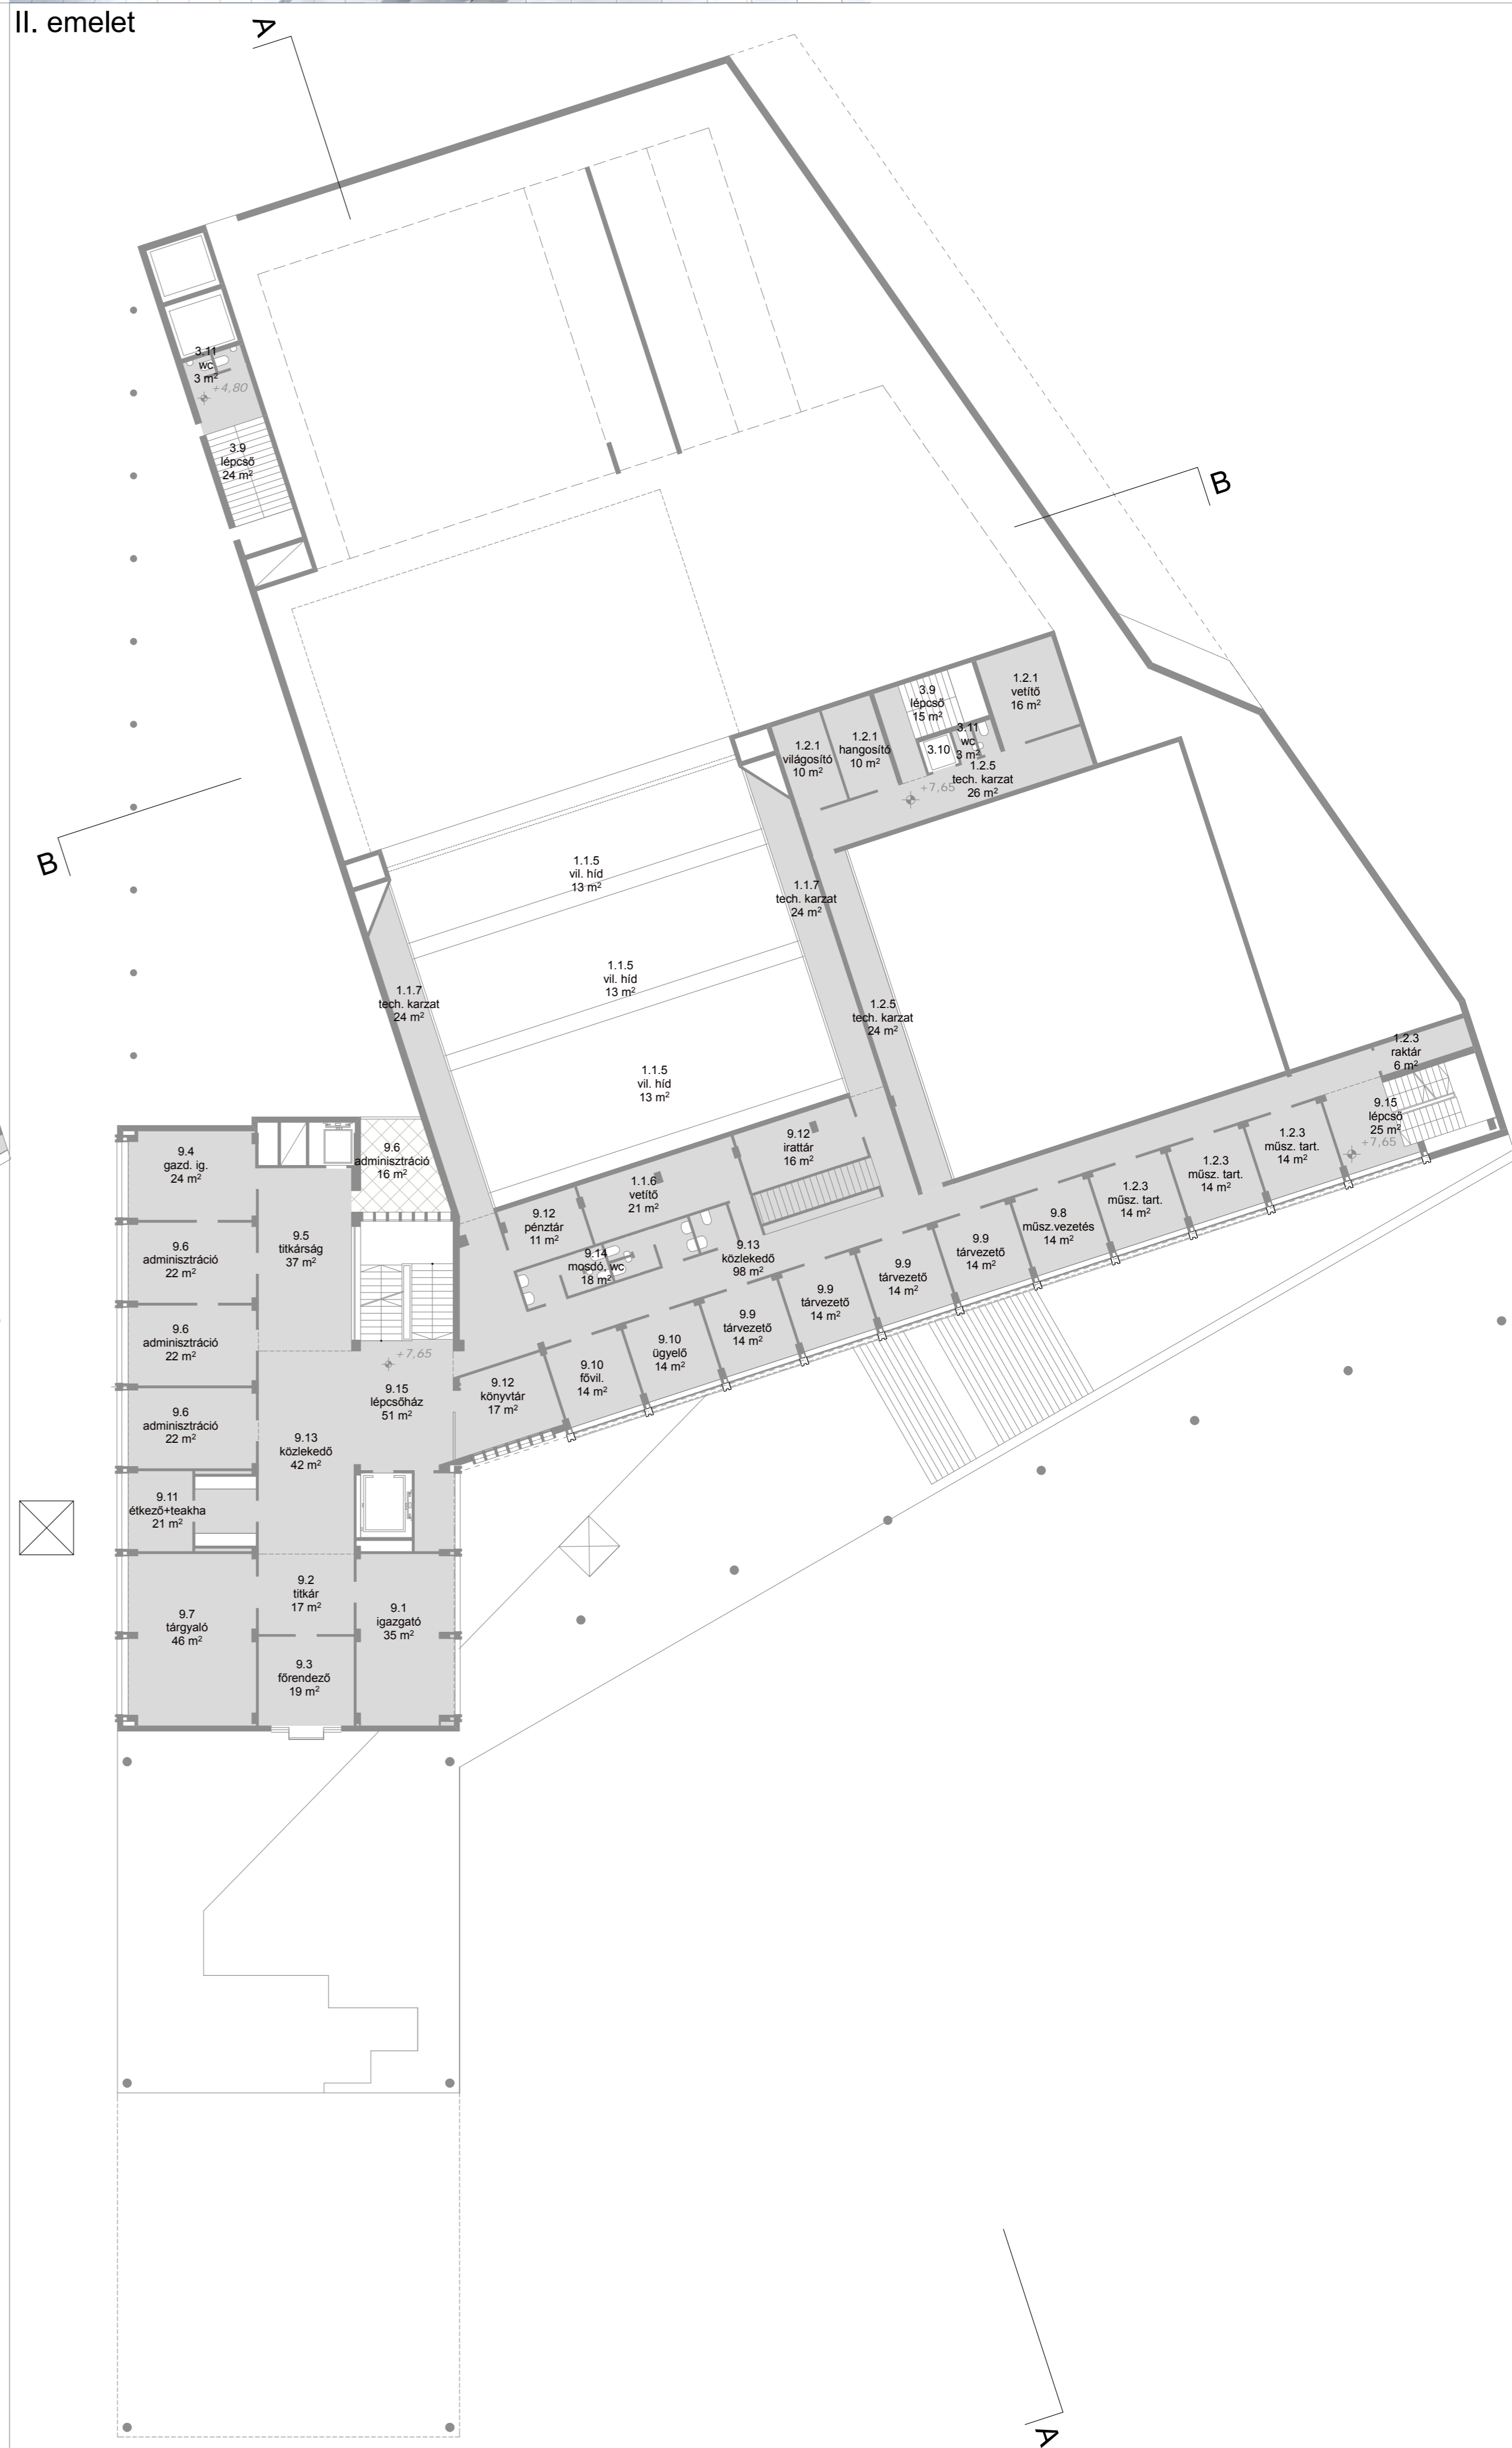 II. emelet
A
3.11
wc
3 m²
+4,80
3.9
lépcső
24 m²
B
1.2.1
vetítő
16 m²
3.9
lépcső
15 m²
3.11
wc
3 m²
3.10
1.2.1
hangosító
10 m²
1.2.1
világosító
10 m²
1.2.5
tech. karzat
26 m²
+7,65
B
1.1.5
vil. híd
13 m²
1.1.7
tech. karzat
24 m²
1.1.5
vil. híd
13 m²
1.1.7
tech. karzat
24 m²
1.2.5
tech. karzat
24 m²
1.1.5
vil. híd
13 m²
1.2.3
raktár
6 m²
9.15
lépcső
25 m²
+7,65
1.2.3
műsz. tart.
14 m²
1.2.3
műsz. tart.
14 m²
1.2.3
műsz. tart.
14 m²
9.8
műsz.vezetés
14 m²
9.9
tárvezető
14 m²
9.9
tárvezető
14 m²
9.9
tárvezető
14 m²
9.9
tárvezető
14 m²
9.10
ügyelő
14 m²
9.10
fővil.
14 m²
9.12
könyvtár
17 m²
9.12
irattár
16 m²
1.1.6
vetítő
21 m²
9.12
pénztár
11 m²
9.14
mosdó, wc
18 m²
9.13
közlekedő
98 m²
9.4
gazd. ig.
24 m²
9.6
adminisztráció
16 m²
9.5
titkárság
37 m²
9.6
adminisztráció
22 m²
9.6
adminisztráció
22 m²
+7,65
9.15
lépcsőház
51 m²
9.6
adminisztráció
22 m²
9.13
közlekedő
42 m²
9.11
étkező+teakha
21 m²
9.2
titkár
17 m²
9.7
tárgyaló
46 m²
9.1
igazgató
35 m²
9.3
főrendező
19 m²
A